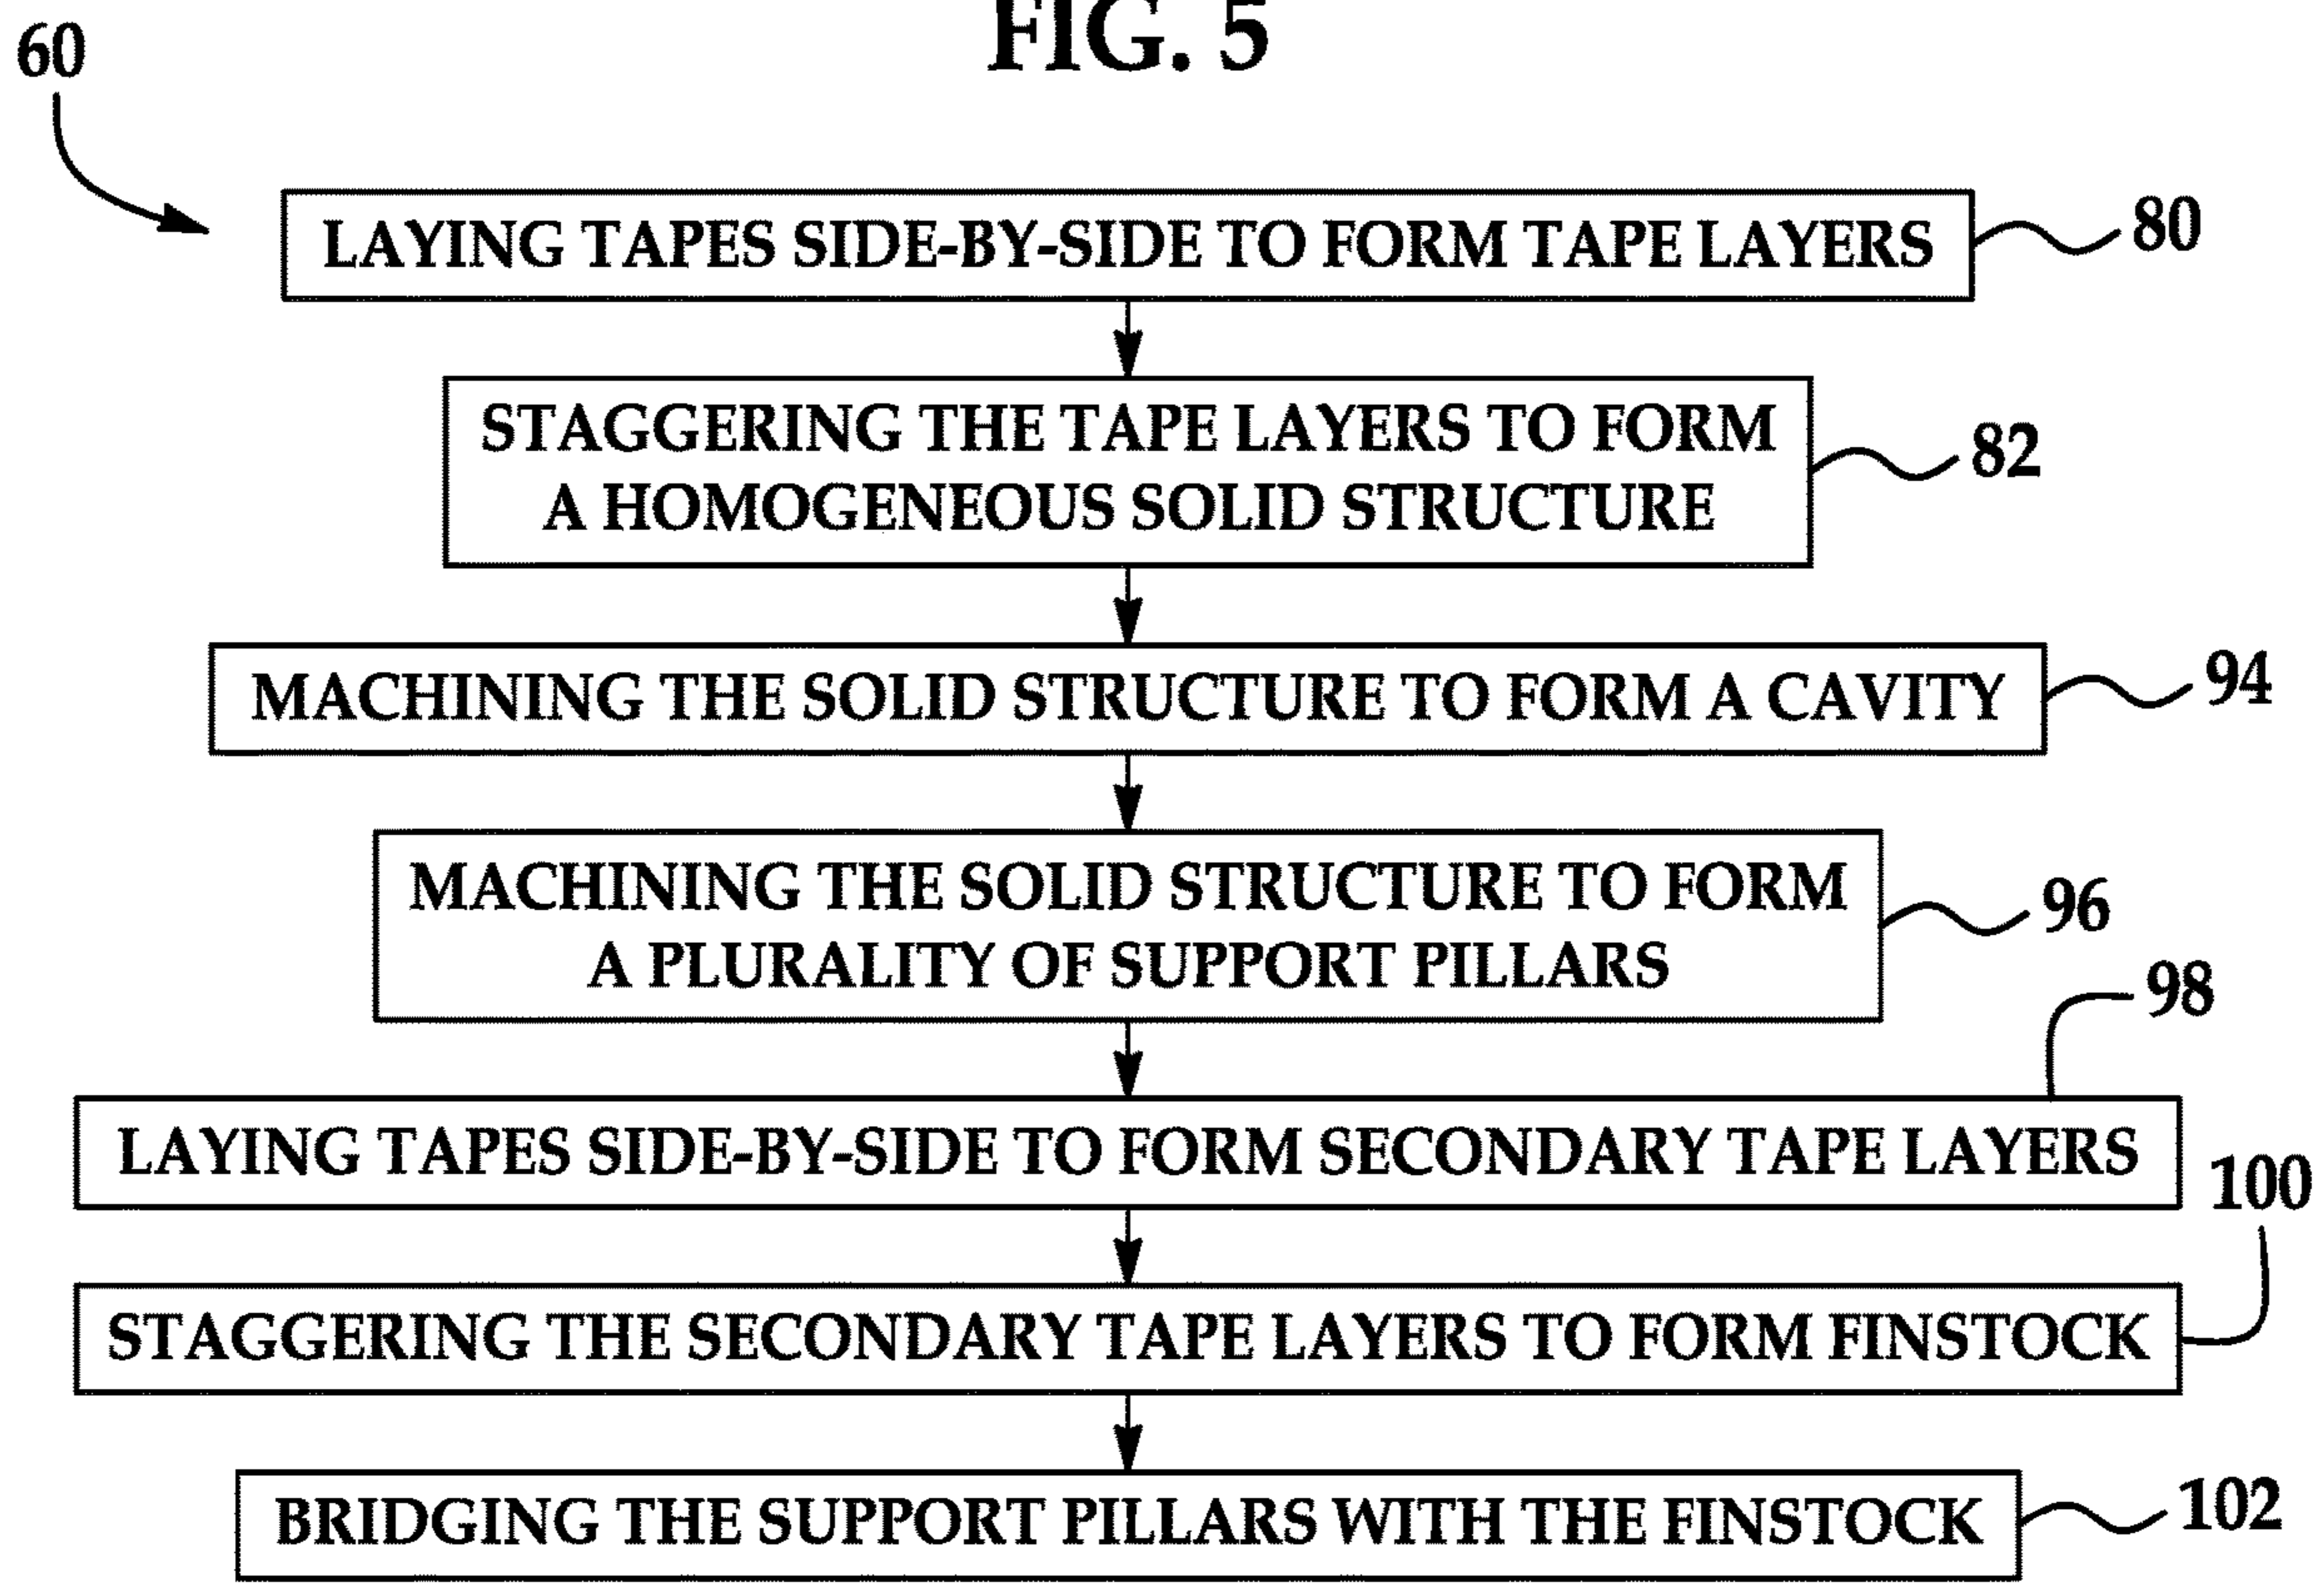 FIG. 5
60
LAYING TAPES SIDE-BY-SIDE TO FORM TAPE LAYERS
80
STAGGERING THE TAPE LAYERS TO FORM
A HOMOGENEOUS SOLID STRUCTURE
82
MACHINING THE SOLID STRUCTURE TO FORM A CAVITY
94
MACHINING THE SOLID STRUCTURE TO FORM
A PLURALITY OF SUPPORT PILLARS
96
98
LAYING TAPES SIDE-BY-SIDE TO FORM SECONDARY TAPE LAYERS
100
STAGGERING THE SECONDARY TAPE LAYERS TO FORM FINSTOCK
BRIDGING THE SUPPORT PILLARS WITH THE FINSTOCK
102